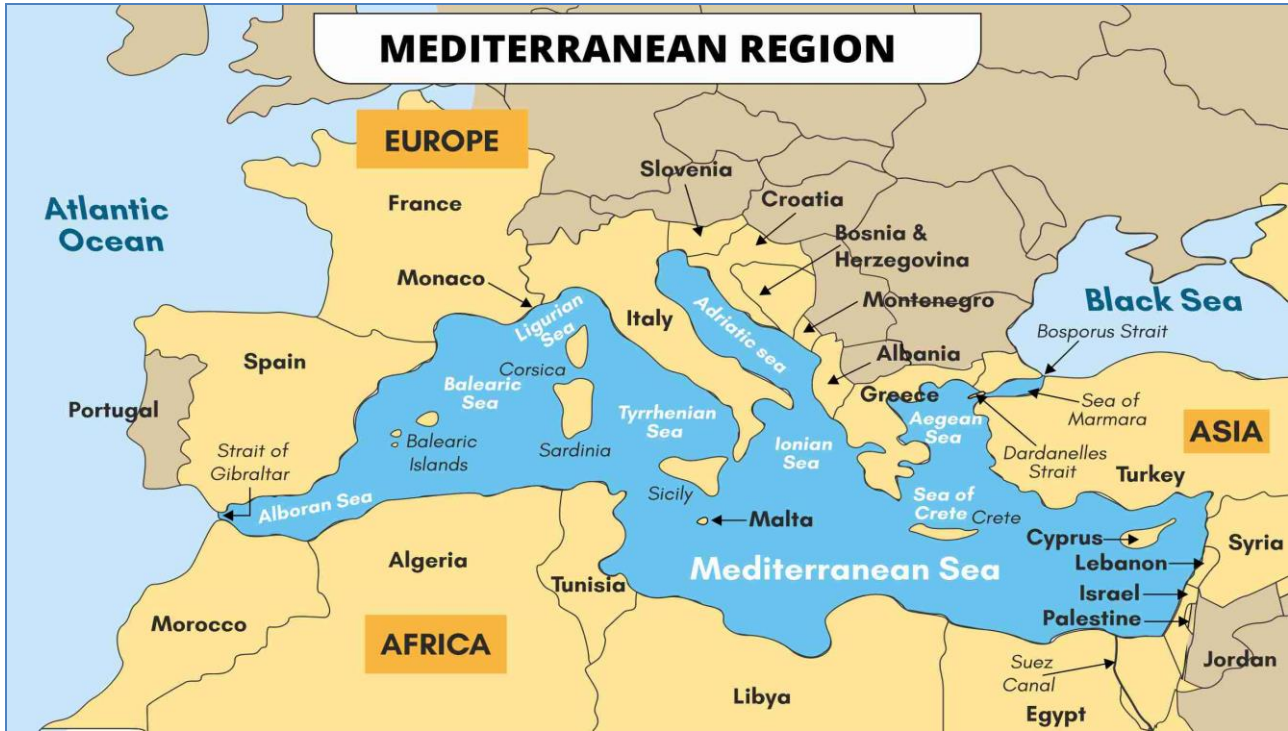 MEDITERRANEAN REGION
EUROPE
Slovenia
Croatia
France
Atlantic
Ocean
Bosnia &
Herzegovina
Monaco
Ligurian
Sea
Adriatic sea
Montenegro
Black Sea
Italy
Bosporus Strait
Spain
Corsica
Albania
Balearic
Sea
Greece
Portugal
Tyrrhenian
Sea
Aegean
Sea
Sea of
Marmara
ASIA
Strait of
Gibraltar
Balearic
Islands
Sardinia
Ionian
Sea
Dardanelles
Strait
Turkey
Sicily
Alboran Sea
Sea of
Crete
Crete
Malta
Cyprus
Syria
Algeria
Mediterranean Sea
Lebanon
Tunisia
Israel
Morocco
Palestine
AFRICA
Suez
Canal
Jordan
Libya
Egypt